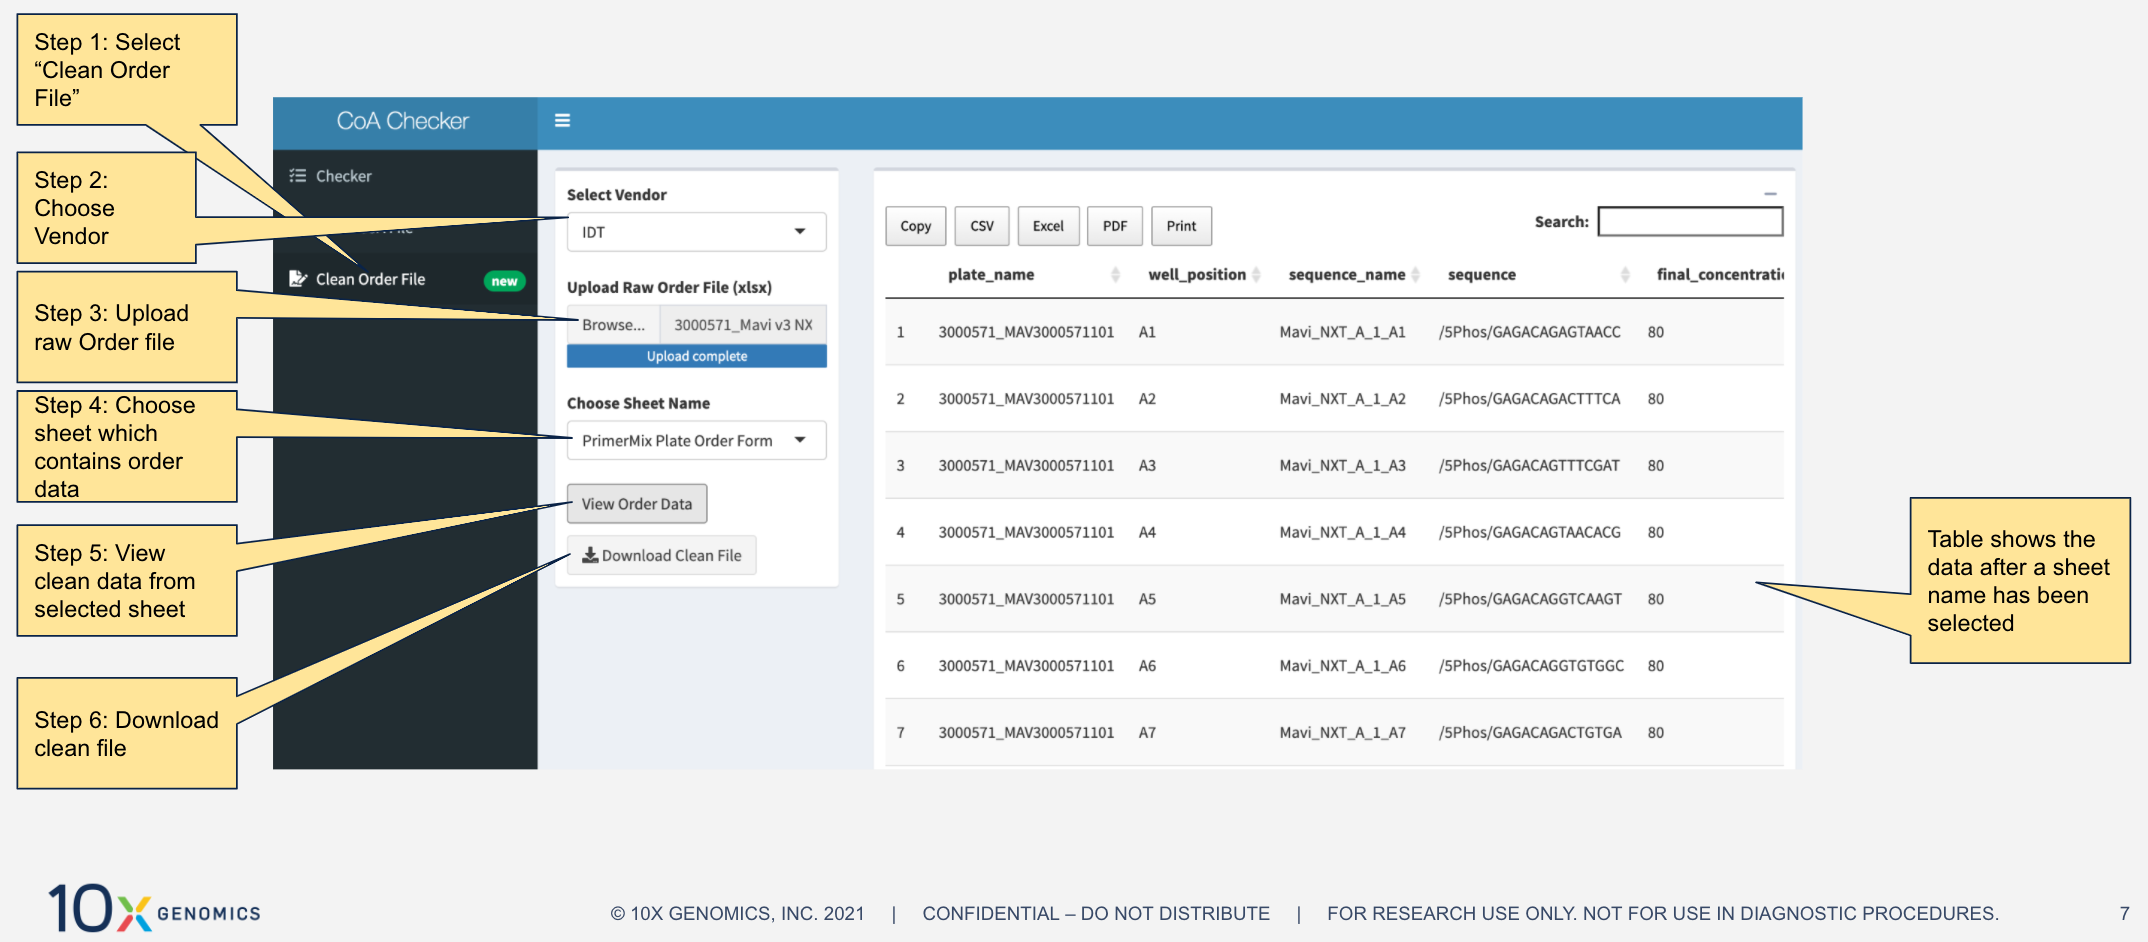 Step 1: Select
“Clean Order
File”
Step 2:
Choose
Vendor
Step 3: Upload
raw Order file
Step 4: Choose
sheet which
contains order
data
Step 5: View
clean data from
selected sheet
Step 6: Download
clean file
CoA Checker
Checker
Clean Order File new
Select Vendor
IDT
Upload Raw Order File (xlsx)
Browse... 3000571_Mavi v3 NX
Upload complete
Choose Sheet Name
PrimerMix Plate Order Form
View Order Data
Download Clean File
Copy CSV Excel PDF Print Search:
plate_name well_position sequence_name sequence final_concentratio
1 3000571_MAV3000571101 A1 Mavi_NXT_A_1_A1 /5Phos/GAGACAGAGTAACC 80
2 3000571_MAV3000571101 A2 Mavi_NXT_A_1_A2 /5Phos/GAGACAGACTTTCA 80
3 3000571_MAV3000571101 A3 Mavi_NXT_A_1_A3 /5Phos/GAGACAGTTTCGAT 80
4 3000571_MAV3000571101 A4 Mavi_NXT_A_1_A4 /5Phos/GAGACAGTAACACG 80
5 3000571_MAV3000571101 A5 Mavi_NXT_A_1_A5 /5Phos/GAGACAGGTCAAGT 80
6 3000571_MAV3000571101 A6 Mavi_NXT_A_1_A6 /5Phos/GAGACAGGTGTGGC 80
7 3000571_MAV3000571101 A7 Mavi_NXT_A_1_A7 /5Phos/GAGACAGACTGTGA 80
Table shows the
data after a sheet
name has been
selected
10X GENOMICS
© 10X GENOMICS, INC. 2021 | CONFIDENTIAL – DO NOT DISTRIBUTE | FOR RESEARCH USE ONLY. NOT FOR USE IN DIAGNOSTIC PROCEDURES. 7